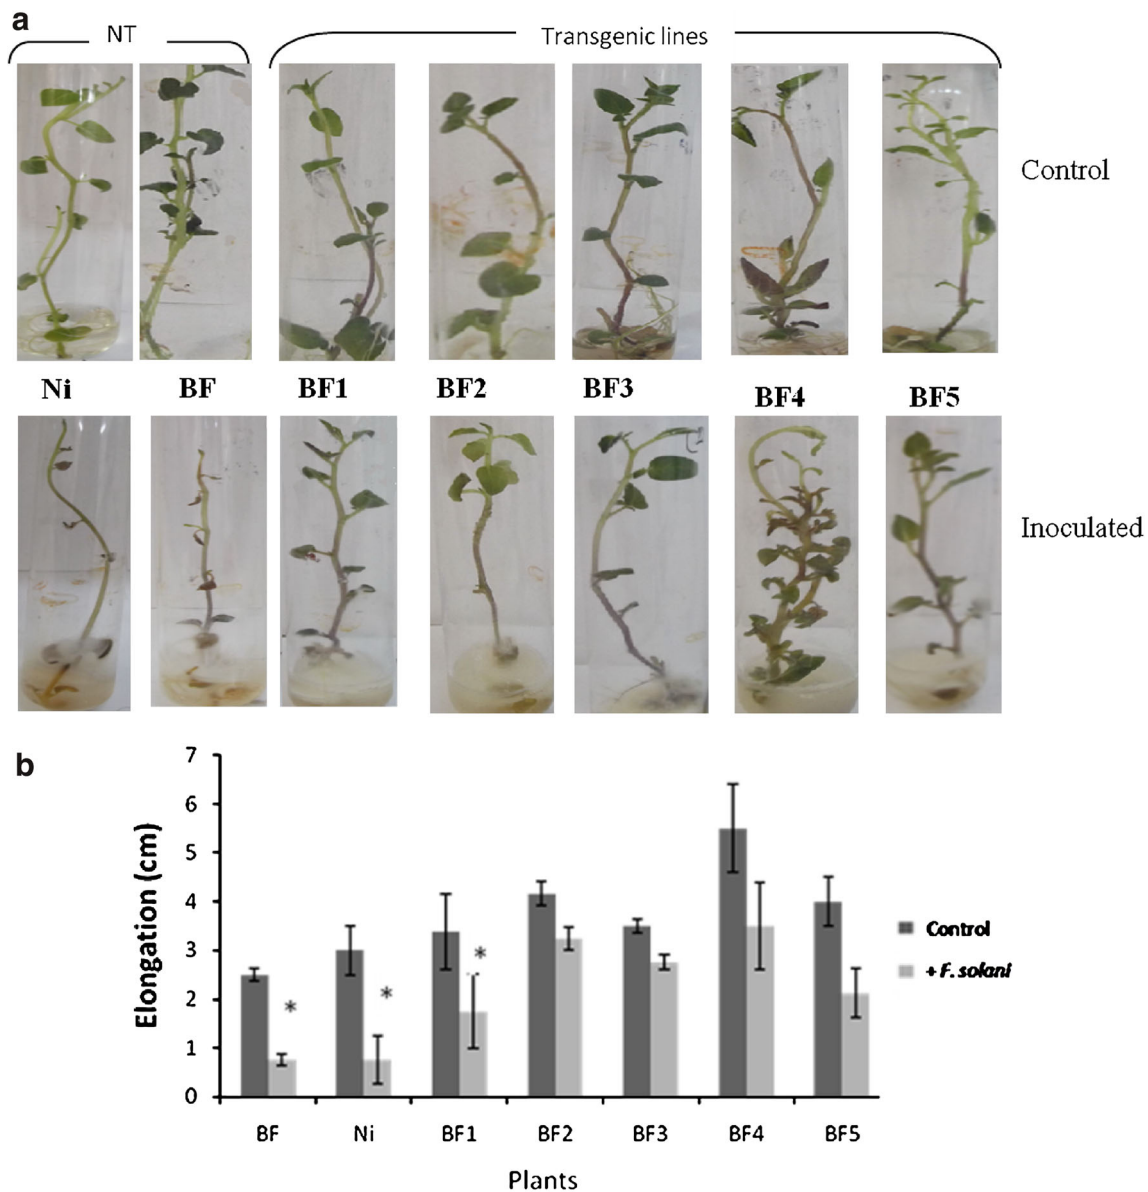 a
NT
Transgenic lines
Control
Ni
BF
BF1
BF2
BF3
BF4
BF5
Inoculated
b
7
6
5
4
3
2
1
0
Elongation (cm)
*
*
*
Control
+ F. solani
BF
Ni
BF1
BF2
BF3
BF4
BF5
Plants